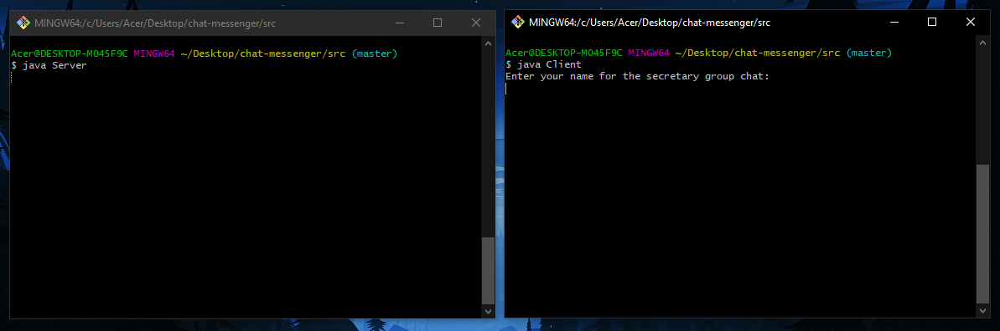 MINGW64:/c/Users/Acer/Desktop/chat-messenger/src
Acer@DESKTOP-MO45F9C MINGW64 ~/Desktop/chat-messenger/src (master)
$ java Server
MINGW64:/c/Users/Acer/Desktop/chat-messenger/src
Acer@DESKTOP-MO45F9C MINGW64 ~/Desktop/chat-messenger/src (master)
$ java Client
Enter your name for the secretary group chat: